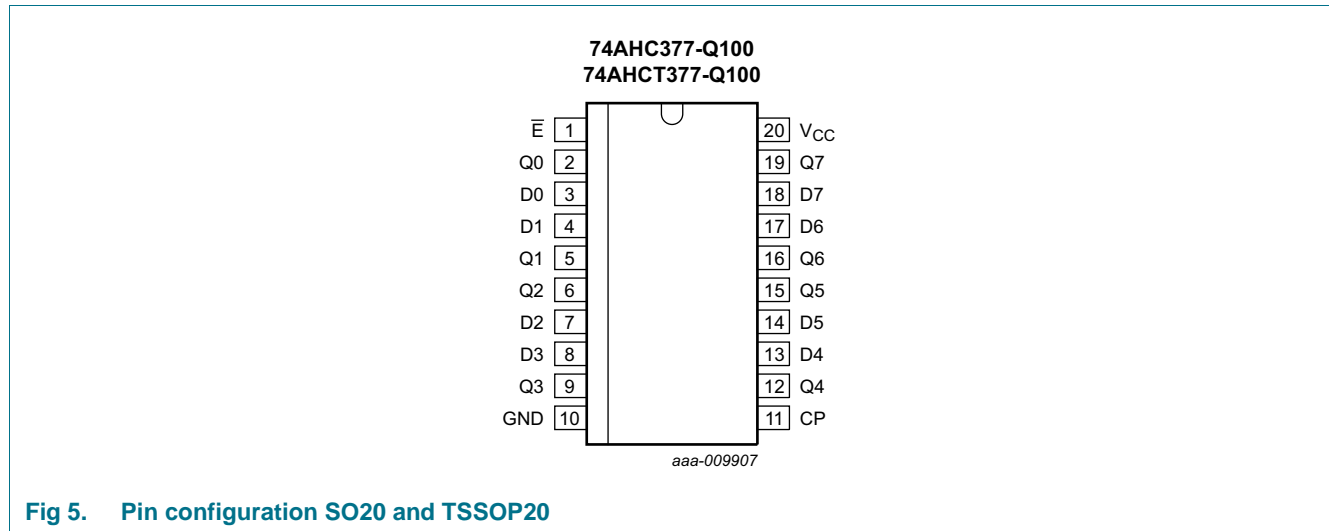 74AHC377-Q100
74AHCT377-Q100
E̅ 1 20 VCC
Q0 2 19 Q7
D0 3 18 D7
D1 4 17 D6
Q1 5 16 Q6
Q2 6 15 Q5
D2 7 14 D5
D3 8 13 D4
Q3 9 12 Q4
GND 10 11 CP
aaa-009907
Fig 5. Pin configuration SO20 and TSSOP20